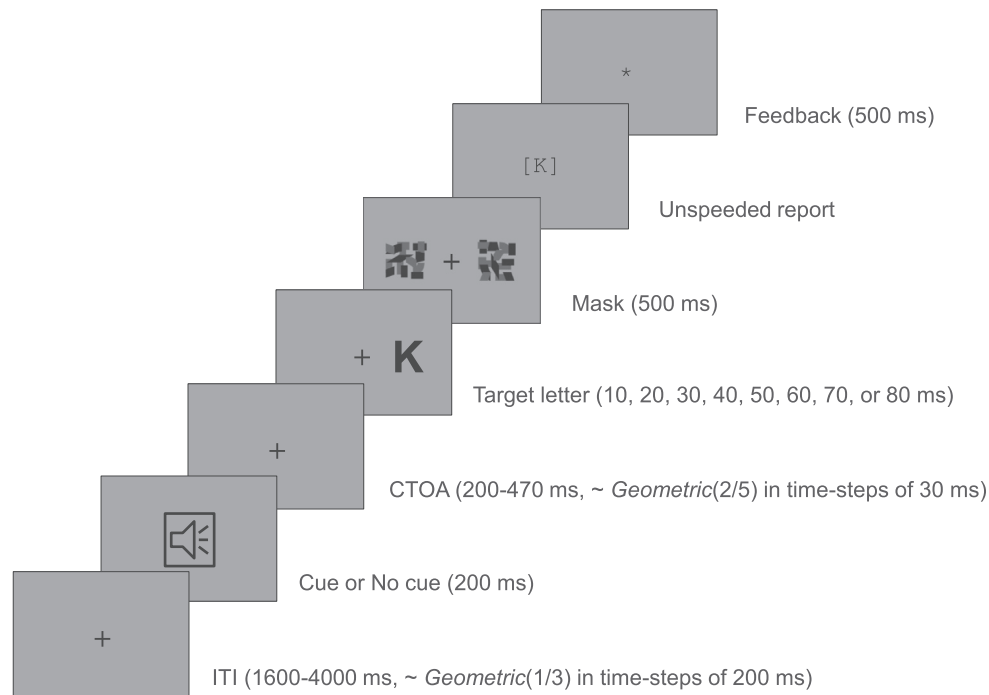 *
Feedback (500 ms)
[K]
Unspeeded report
+
Mask (500 ms)
+ K
Target letter (10, 20, 30, 40, 50, 60, 70, or 80 ms)
+
CTOA (200-470 ms, ~ Geometric(2/5) in time-steps of 30 ms)
Cue or No cue (200 ms)
+
ITI (1600-4000 ms, ~ Geometric(1/3) in time-steps of 200 ms)